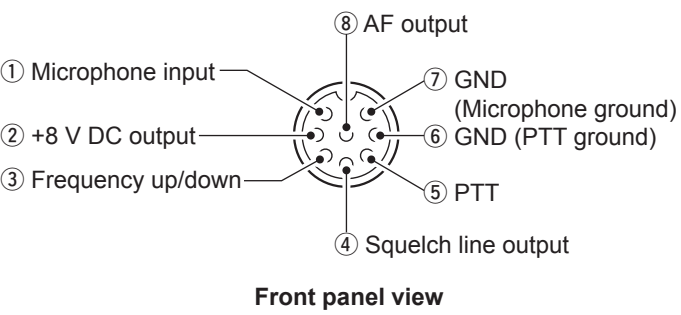 ⑧ AF output
① Microphone input
⑦ GND
(Microphone ground)
② +8 V DC output
⑥ GND (PTT ground)
③ Frequency up/down
⑤ PTT
④ Squelch line output
Front panel view